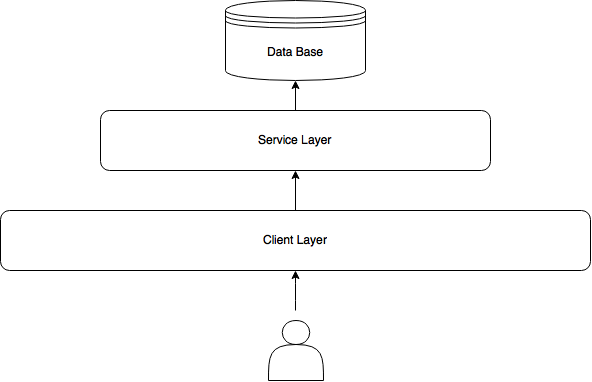 Data Base
Service Layer
Client Layer